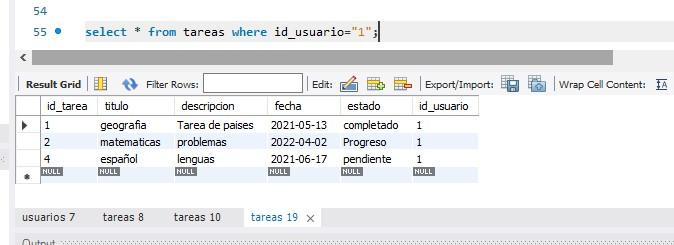 54
55 select * from tareas where id_usuario="1";
Result Grid Filter Rows: Edit: Export/Import: Wrap Cell Content: IA
id_tarea titulo descripcion fecha estado id_usuario
1 geografia Tarea de paises 2021-05-13 completado 1
2 matematicas problemas 2022-04-02 Progreso 1
4 español lenguas 2021-06-17 pendiente 1
NULL NULL NULL NULL NULL NULL
usuarios 7 tareas 8 tareas 10 tareas 19
Output